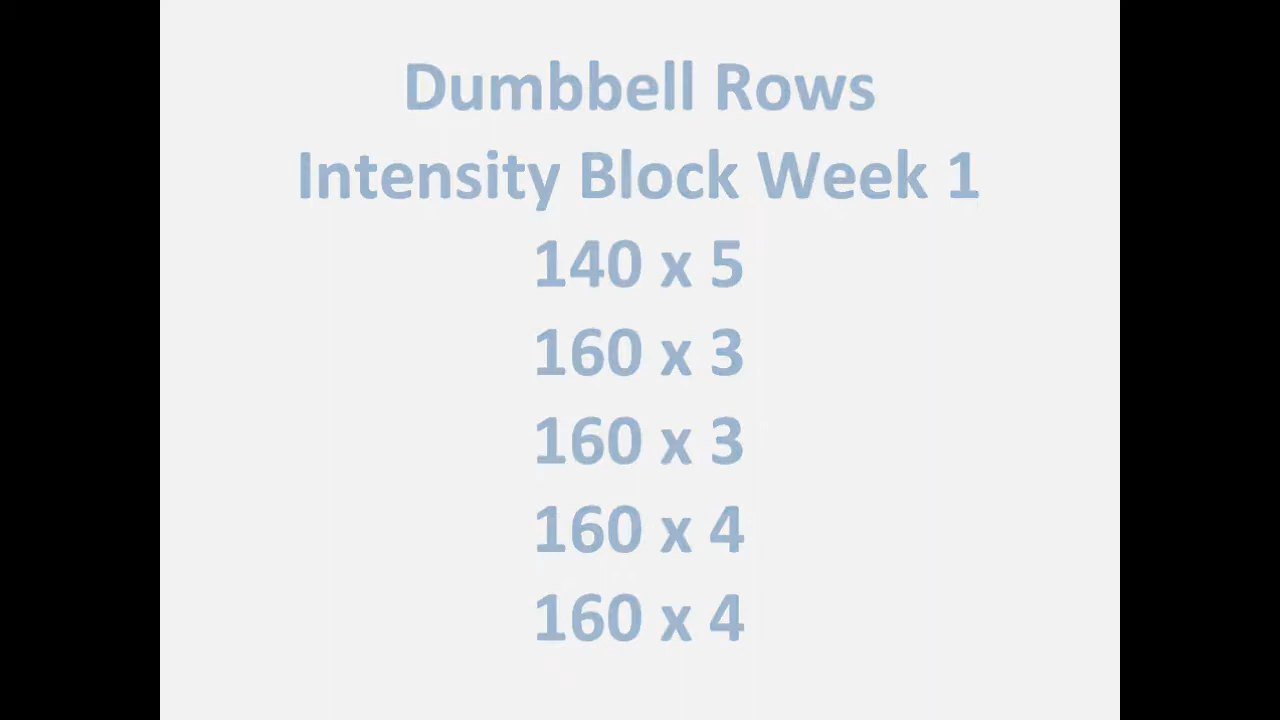 Dumbbell Rows
Intensity Block Week 1
140 x 5
160 x 3
160 x 3
160 x 4
160 x 4